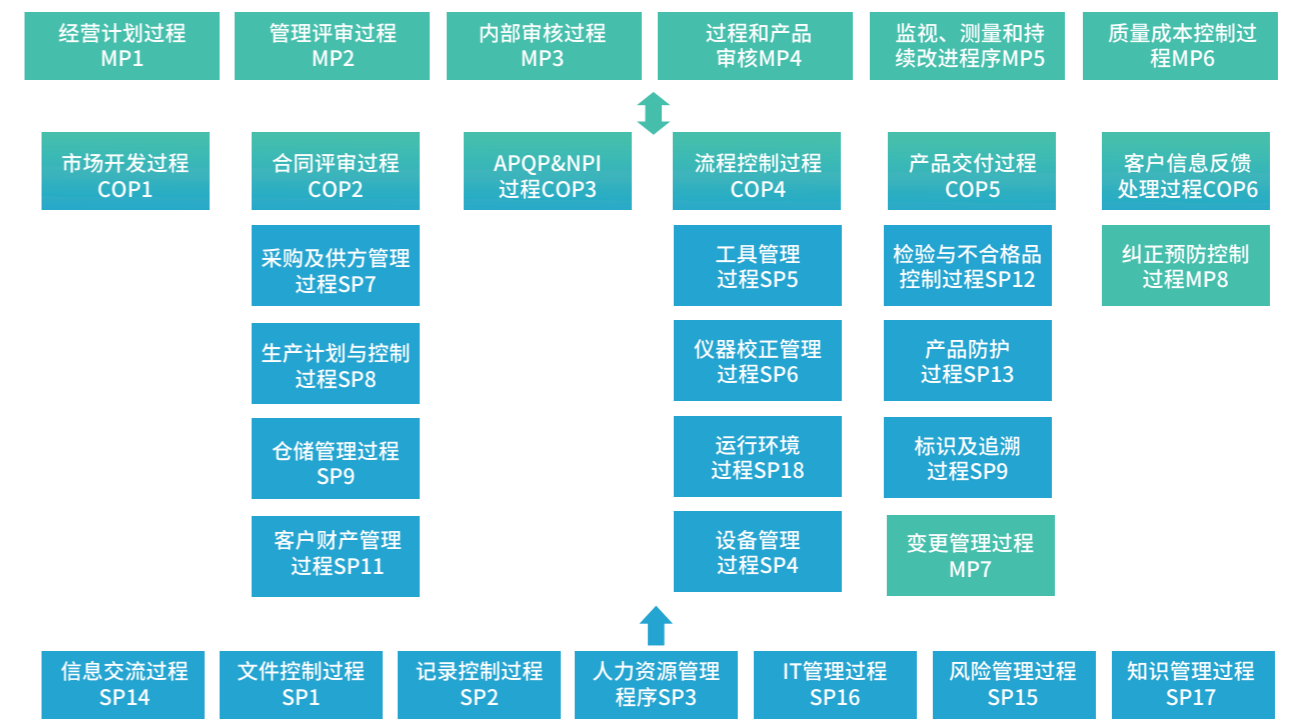 经营计划过程
MP1
管理评审过程
MP2
内部审核过程
MP3
过程和产品
审核MP4
监视、测量和持
续改进程序MP5
质量成本控制过
程MP6
市场开发过程
COP1
合同评审过程
COP2
APQP&NPI
过程COP3
流程控制过程
COP4
产品交付过程
COP5
客户信息反馈
处理过程COP6
采购及供方管理
过程SP7
工具管理
过程SP5
检验与不合格品
控制过程SP12
纠正预防控制
过程MP8
生产计划与控制
过程SP8
仪器校正管理
过程SP6
产品防护
过程SP13
仓储管理过程
SP9
运行环境
过程SP18
标识及追溯
过程SP9
客户财产管理
过程SP11
设备管理
过程SP4
变更管理过程
MP7
信息交流过程
SP14
文件控制过程
SP1
记录控制过程
SP2
人力资源管理
程序SP3
IT管理过程
SP16
风险管理过程
SP15
知识管理过程
SP17